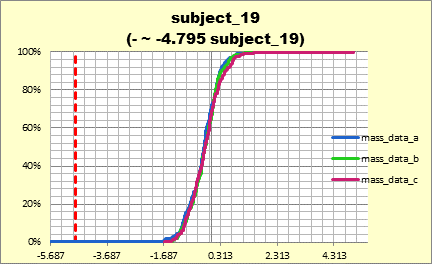 subject_19
(- ~ -4.795 subject_19)
100%
80%
60%
40%
20%
0%
-5.687 -3.687 -1.687 0.313 2.313 4.313
mass_data_a
mass_data_b
mass_data_c